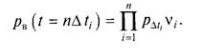 p_в (t = nΔt_i) = ∏_{i=1}^{n} p_{Δt_i} ν_i.